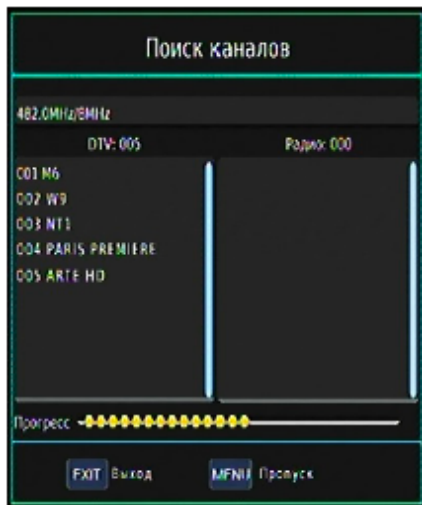 Поиск каналов
482.0MHz/8MHz
DTV: 005
Радио: 000
001 M6
002 W9
003 NT1
004 PARIS PREMIERE
005 ARTE HD
Прогресс
EXIT Выход
MENU Пропуск